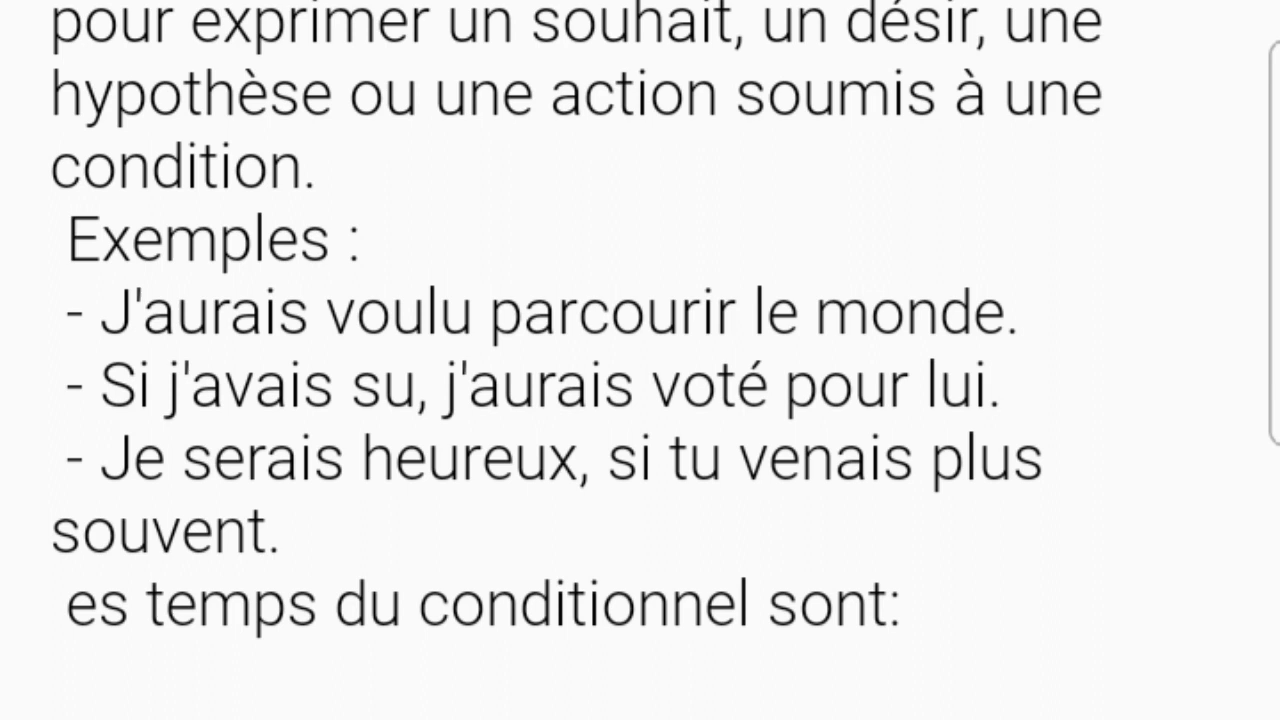 pour exprimer un souhait, un désir, une
hypothèse ou une action soumis à une
condition.
Exemples :
- J'aurais voulu parcourir le monde.
- Si j'avais su, j'aurais voté pour lui.
- Je serais heureux, si tu venais plus
souvent.
es temps du conditionnel sont: